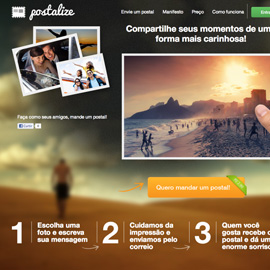 postalize
Envie um postal Manifesto Preço Como funciona
Compartilhe seus momentos de um
forma mais carinhosa!
Faça como seus amigos, mande um postal!
Quero mandar um postal!
1 Escolha uma
foto e escreva
sua mensagem
2 Cuidamos da
impressão e
enviamos pelo
correio
3 Quem você
gosta recebe o
postal e dá um
enorme sorriso